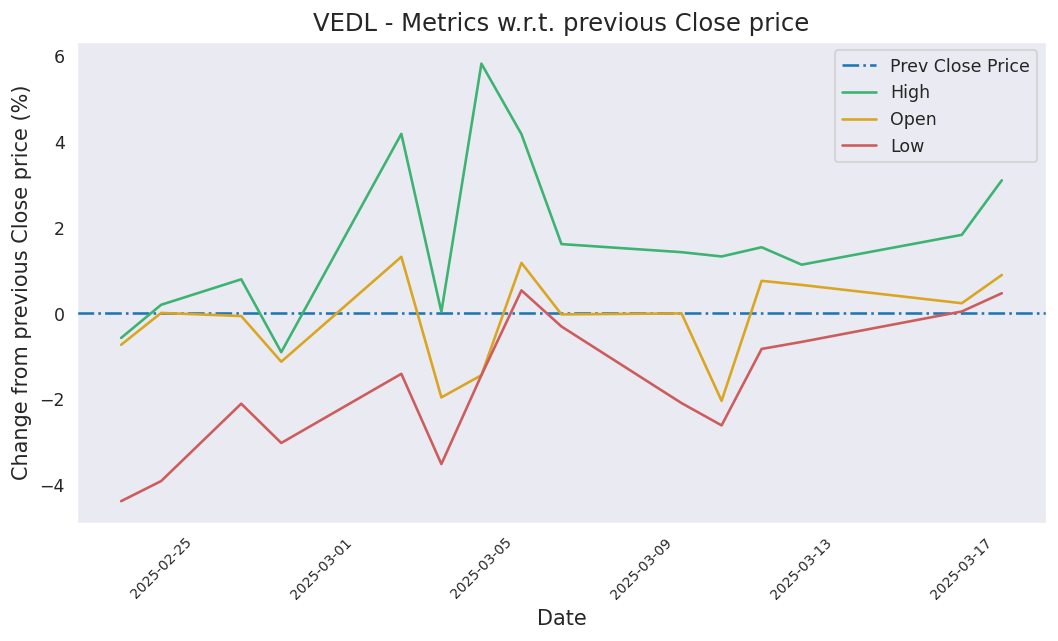 VEDL - Metrics w.r.t. previous Close price
Change from previous Close price (%)
6
4
2
0
−2
−4
Prev Close Price
High
Open
Low
2025-02-25
2025-03-01
2025-03-05
2025-03-09
2025-03-13
2025-03-17
Date